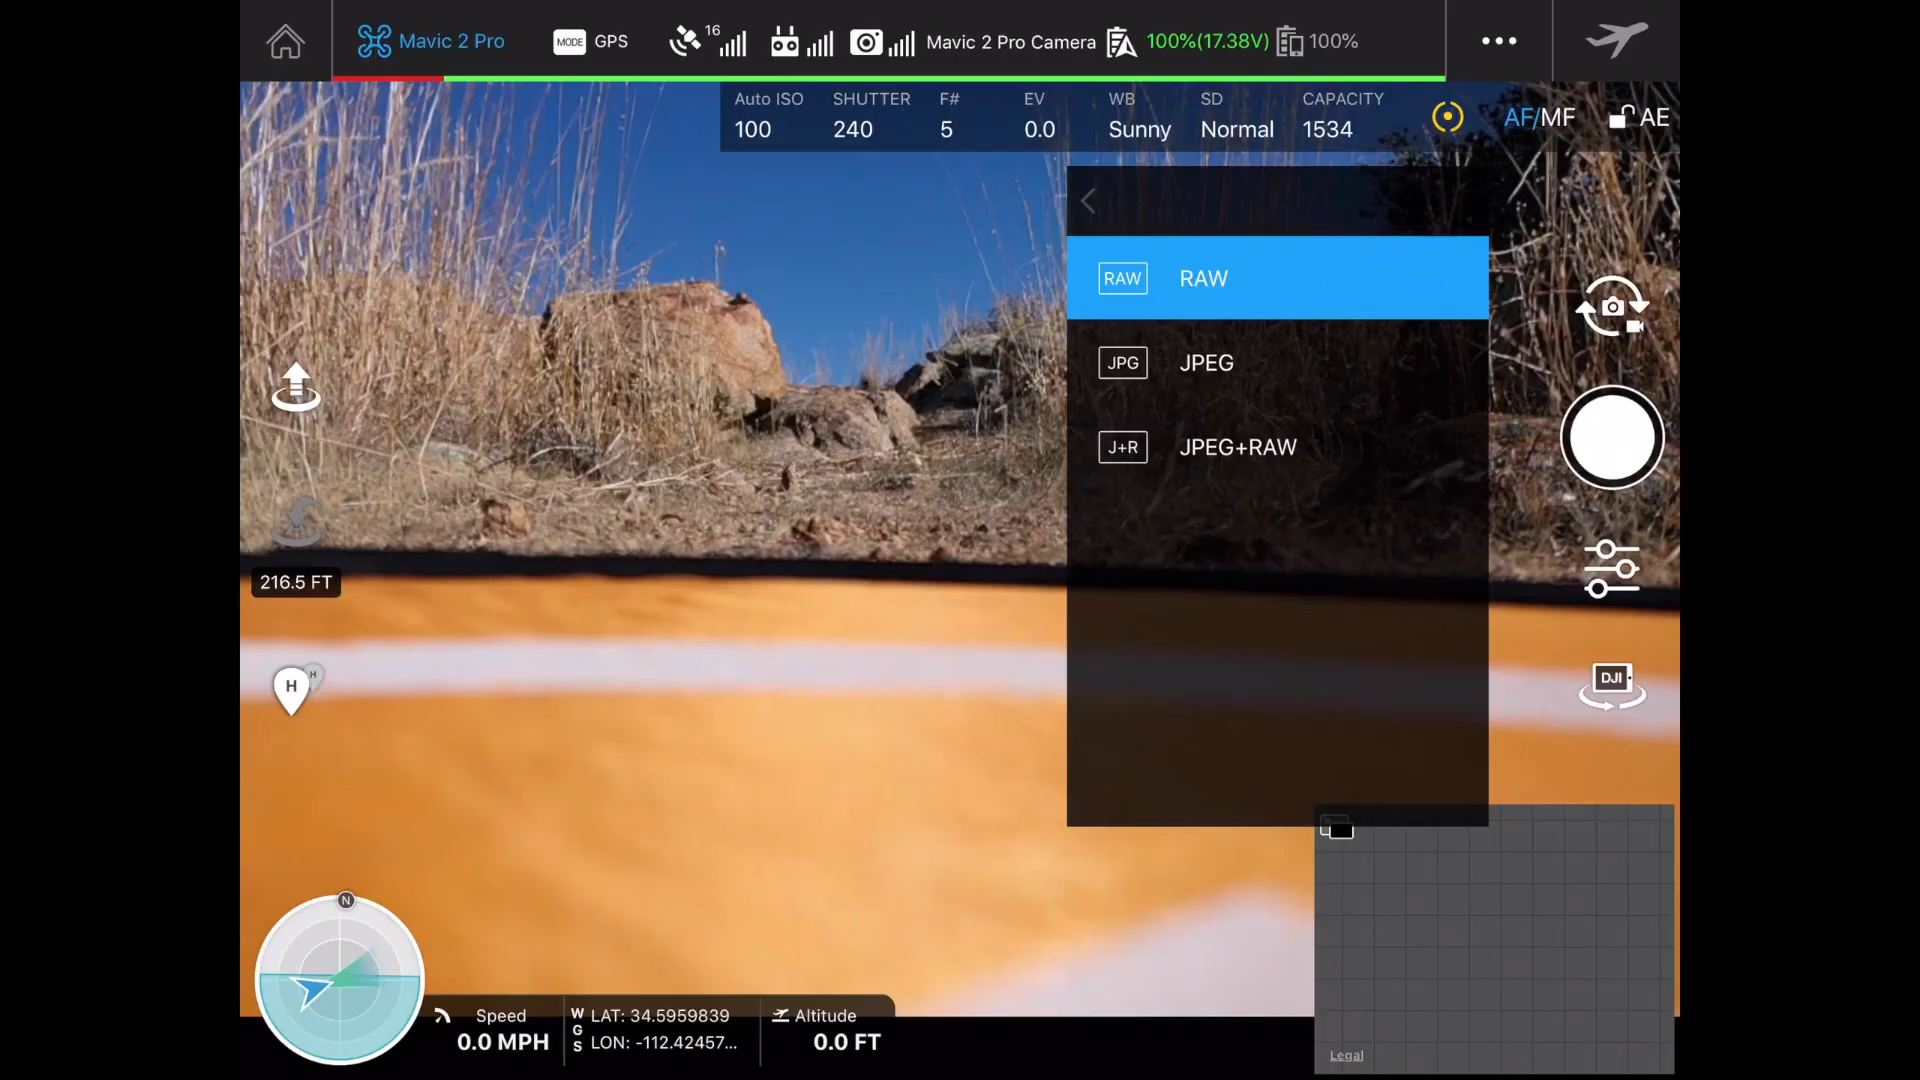 Mavic 2 Pro
MODE GPS
16
Mavic 2 Pro Camera
100%(17.38V)
100%
Auto ISO SHUTTER F# EV WB SD CAPACITY
100 240 5 0.0 Sunny Normal 1534
AF/MF
AE
RAW RAW
JPG JPEG
J+R JPEG+RAW
216.5 FT
H H
DJI
N
Speed
0.0 MPH
WGS
LAT: 34.5959839
LON: -112.42457...
Altitude
0.0 FT
Legal